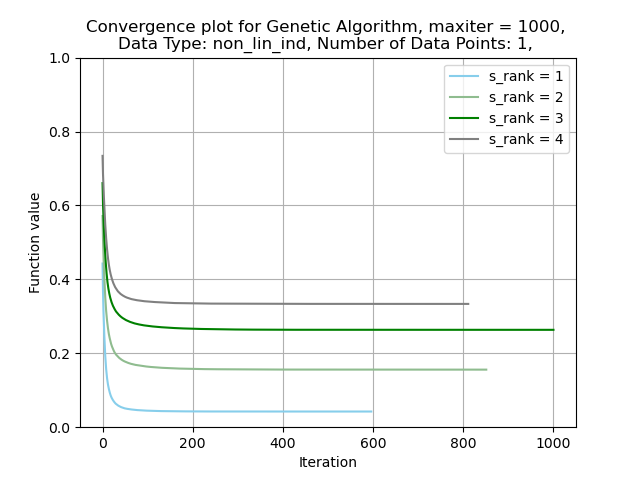 Convergence plot for Genetic Algorithm, maxiter = 1000,
Data Type: non_lin_ind, Number of Data Points: 1,
s_rank = 1
s_rank = 2
s_rank = 3
s_rank = 4
Function value
1.0
0.8
0.6
0.4
0.2
0.0
0 200 400 600 800 1000
Iteration